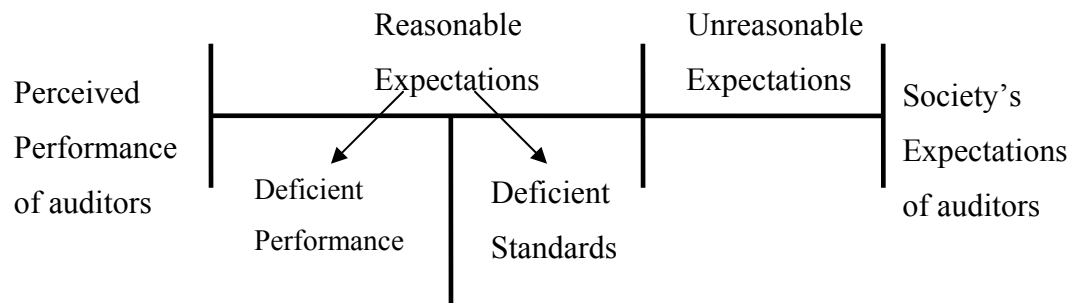 Reasonable
Expectations
Unreasonable
Expectations
Perceived
Performance
of auditors
Society’s
Expectations
of auditors
Deficient
Performance
Deficient
Standards